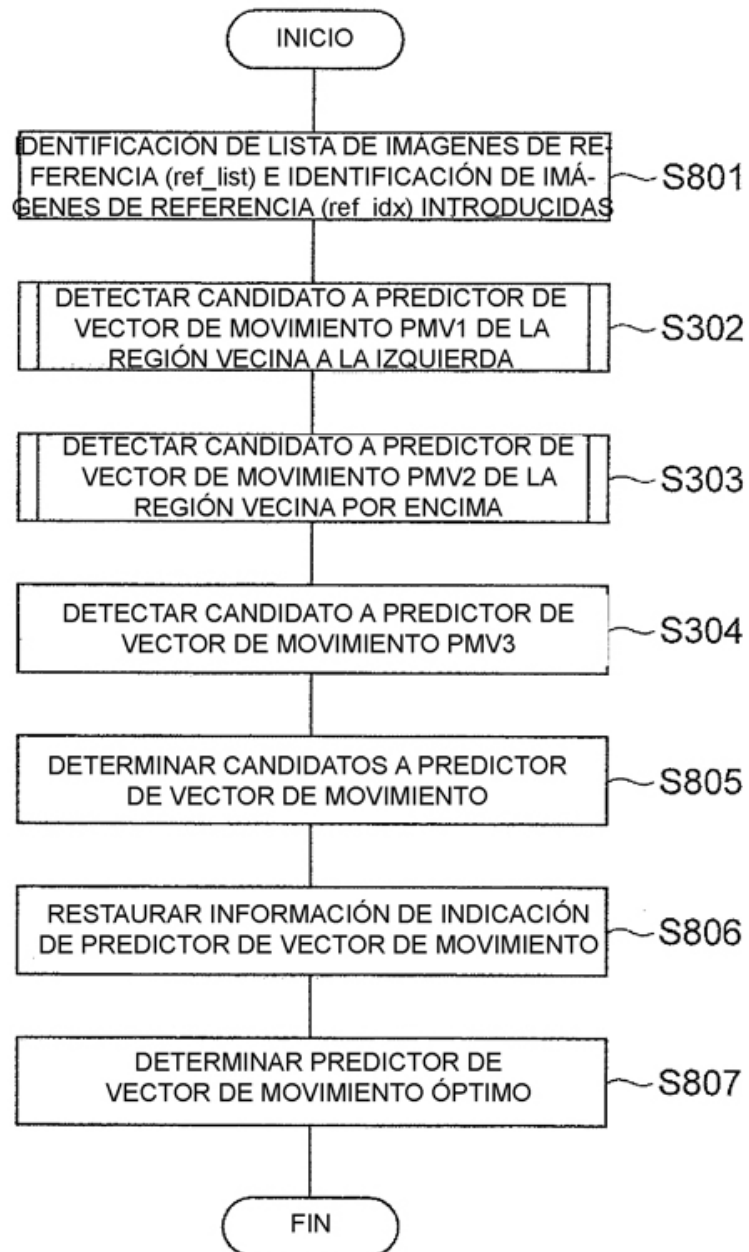 INICIO
IDENTIFICACIÓN DE LISTA DE IMÁGENES DE RE-
FERENCIA (ref_list) E IDENTIFICACIÓN DE IMÁ-
GENES DE REFERENCIA (ref_idx) INTRODUCIDAS
S801
DETECTAR CANDIDATO A PREDICTOR DE
VECTOR DE MOVIMIENTO PMV1 DE LA
REGIÓN VECINA A LA IZQUIERDA
S302
DETECTAR CANDIDATO A PREDICTOR DE
VECTOR DE MOVIMIENTO PMV2 DE LA
REGIÓN VECINA POR ENCIMA
S303
DETECTAR CANDIDATO A PREDICTOR DE
VECTOR DE MOVIMIENTO PMV3
S304
DETERMINAR CANDIDATOS A PREDICTOR
DE VECTOR DE MOVIMIENTO
S805
RESTAURAR INFORMACIÓN DE INDICACIÓN
DE PREDICTOR DE VECTOR DE MOVIMIENTO
S806
DETERMINAR PREDICTOR DE
VECTOR DE MOVIMIENTO ÓPTIMO
S807
FIN